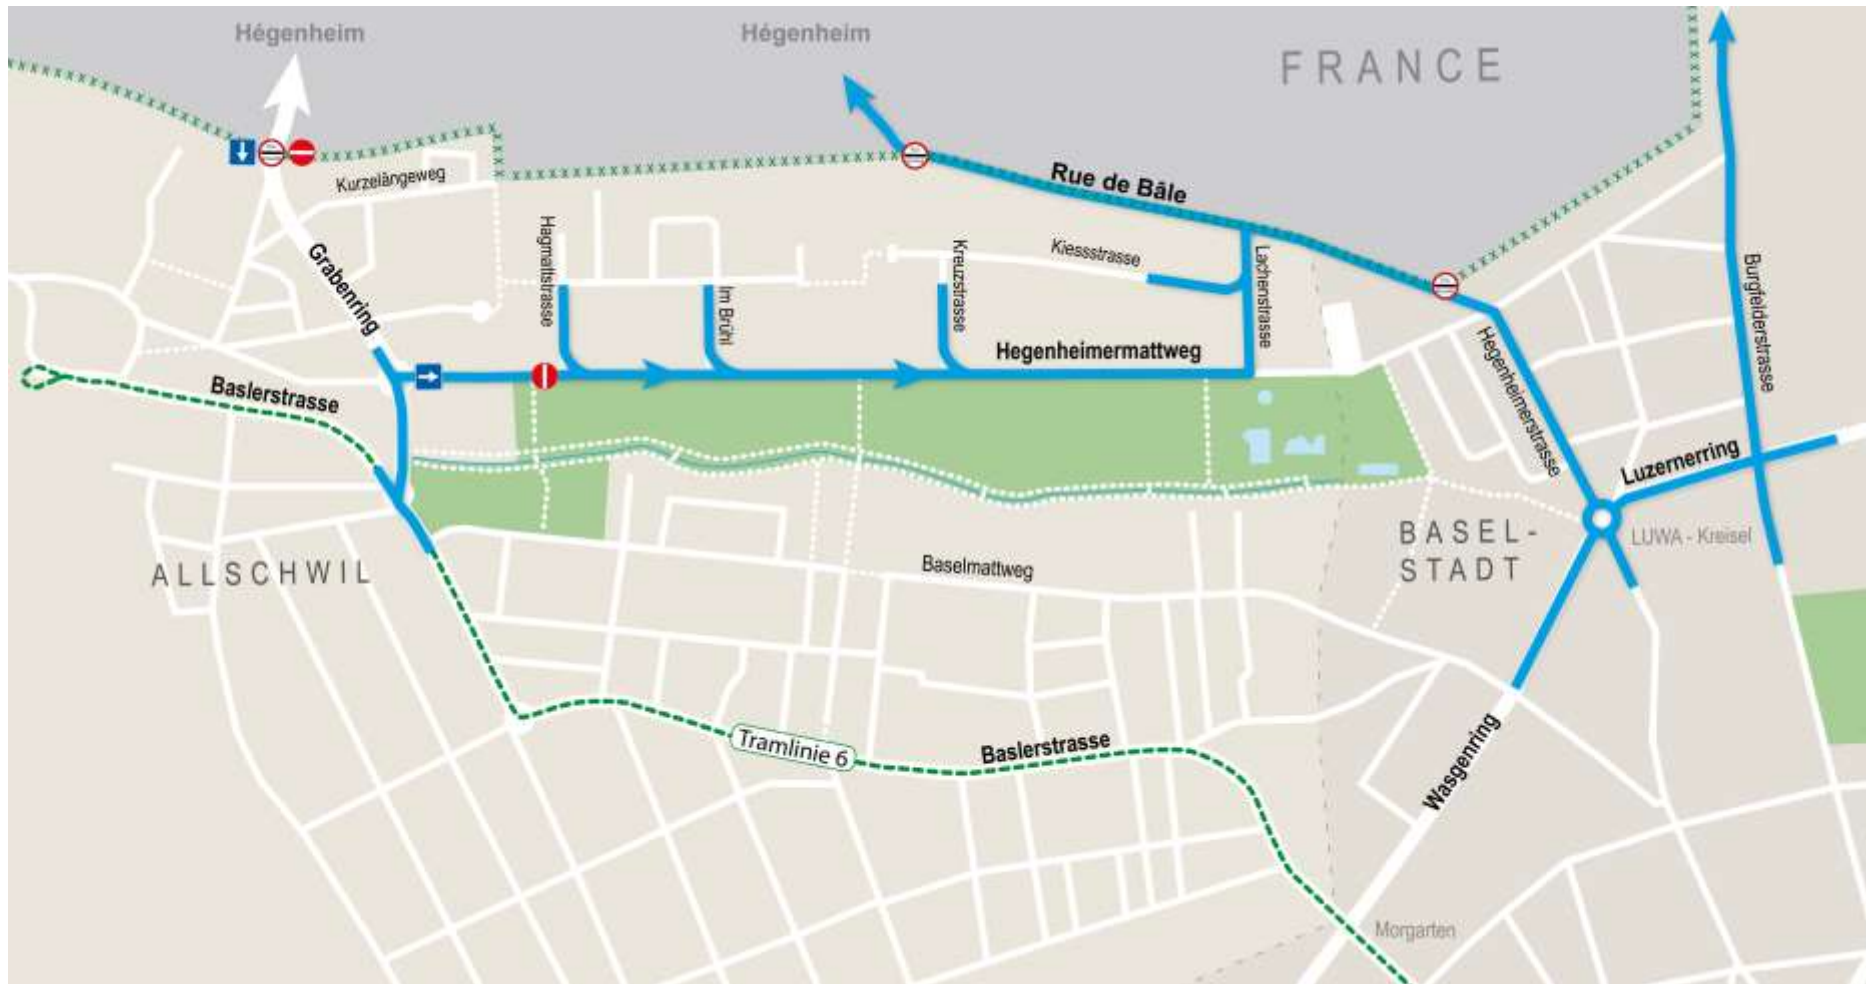 Hégenheim
Hégenheim
FRANCE
Kurzelängeweg
Rue de Bâle
Grabenring
Hagmattstrasse
Im Brühl
Kreuzstrasse
Kiessstrasse
Lachenstrasse
Burgfelderstrasse
Hegenheimermattweg
Hegenheimerstrasse
Baslerstrasse
Luzernerring
ALLSCHWIL
BASEL-
STADT
LUWA - Kreisel
Baselmattweg
Tramlinie 6
Baslerstrasse
Wasgenring
Morgarten